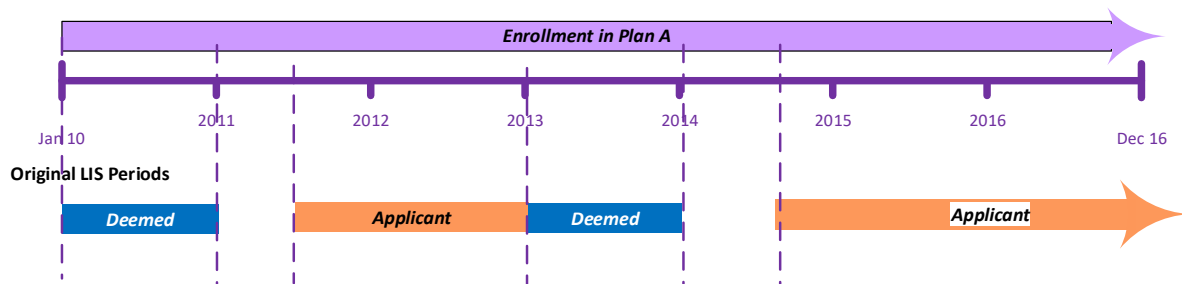 Enrollment in Plan A
2011 2012 2013 2014 2015 2016
Jan 10 Dec 16
Original LIS Periods
Deemed Applicant Deemed Applicant